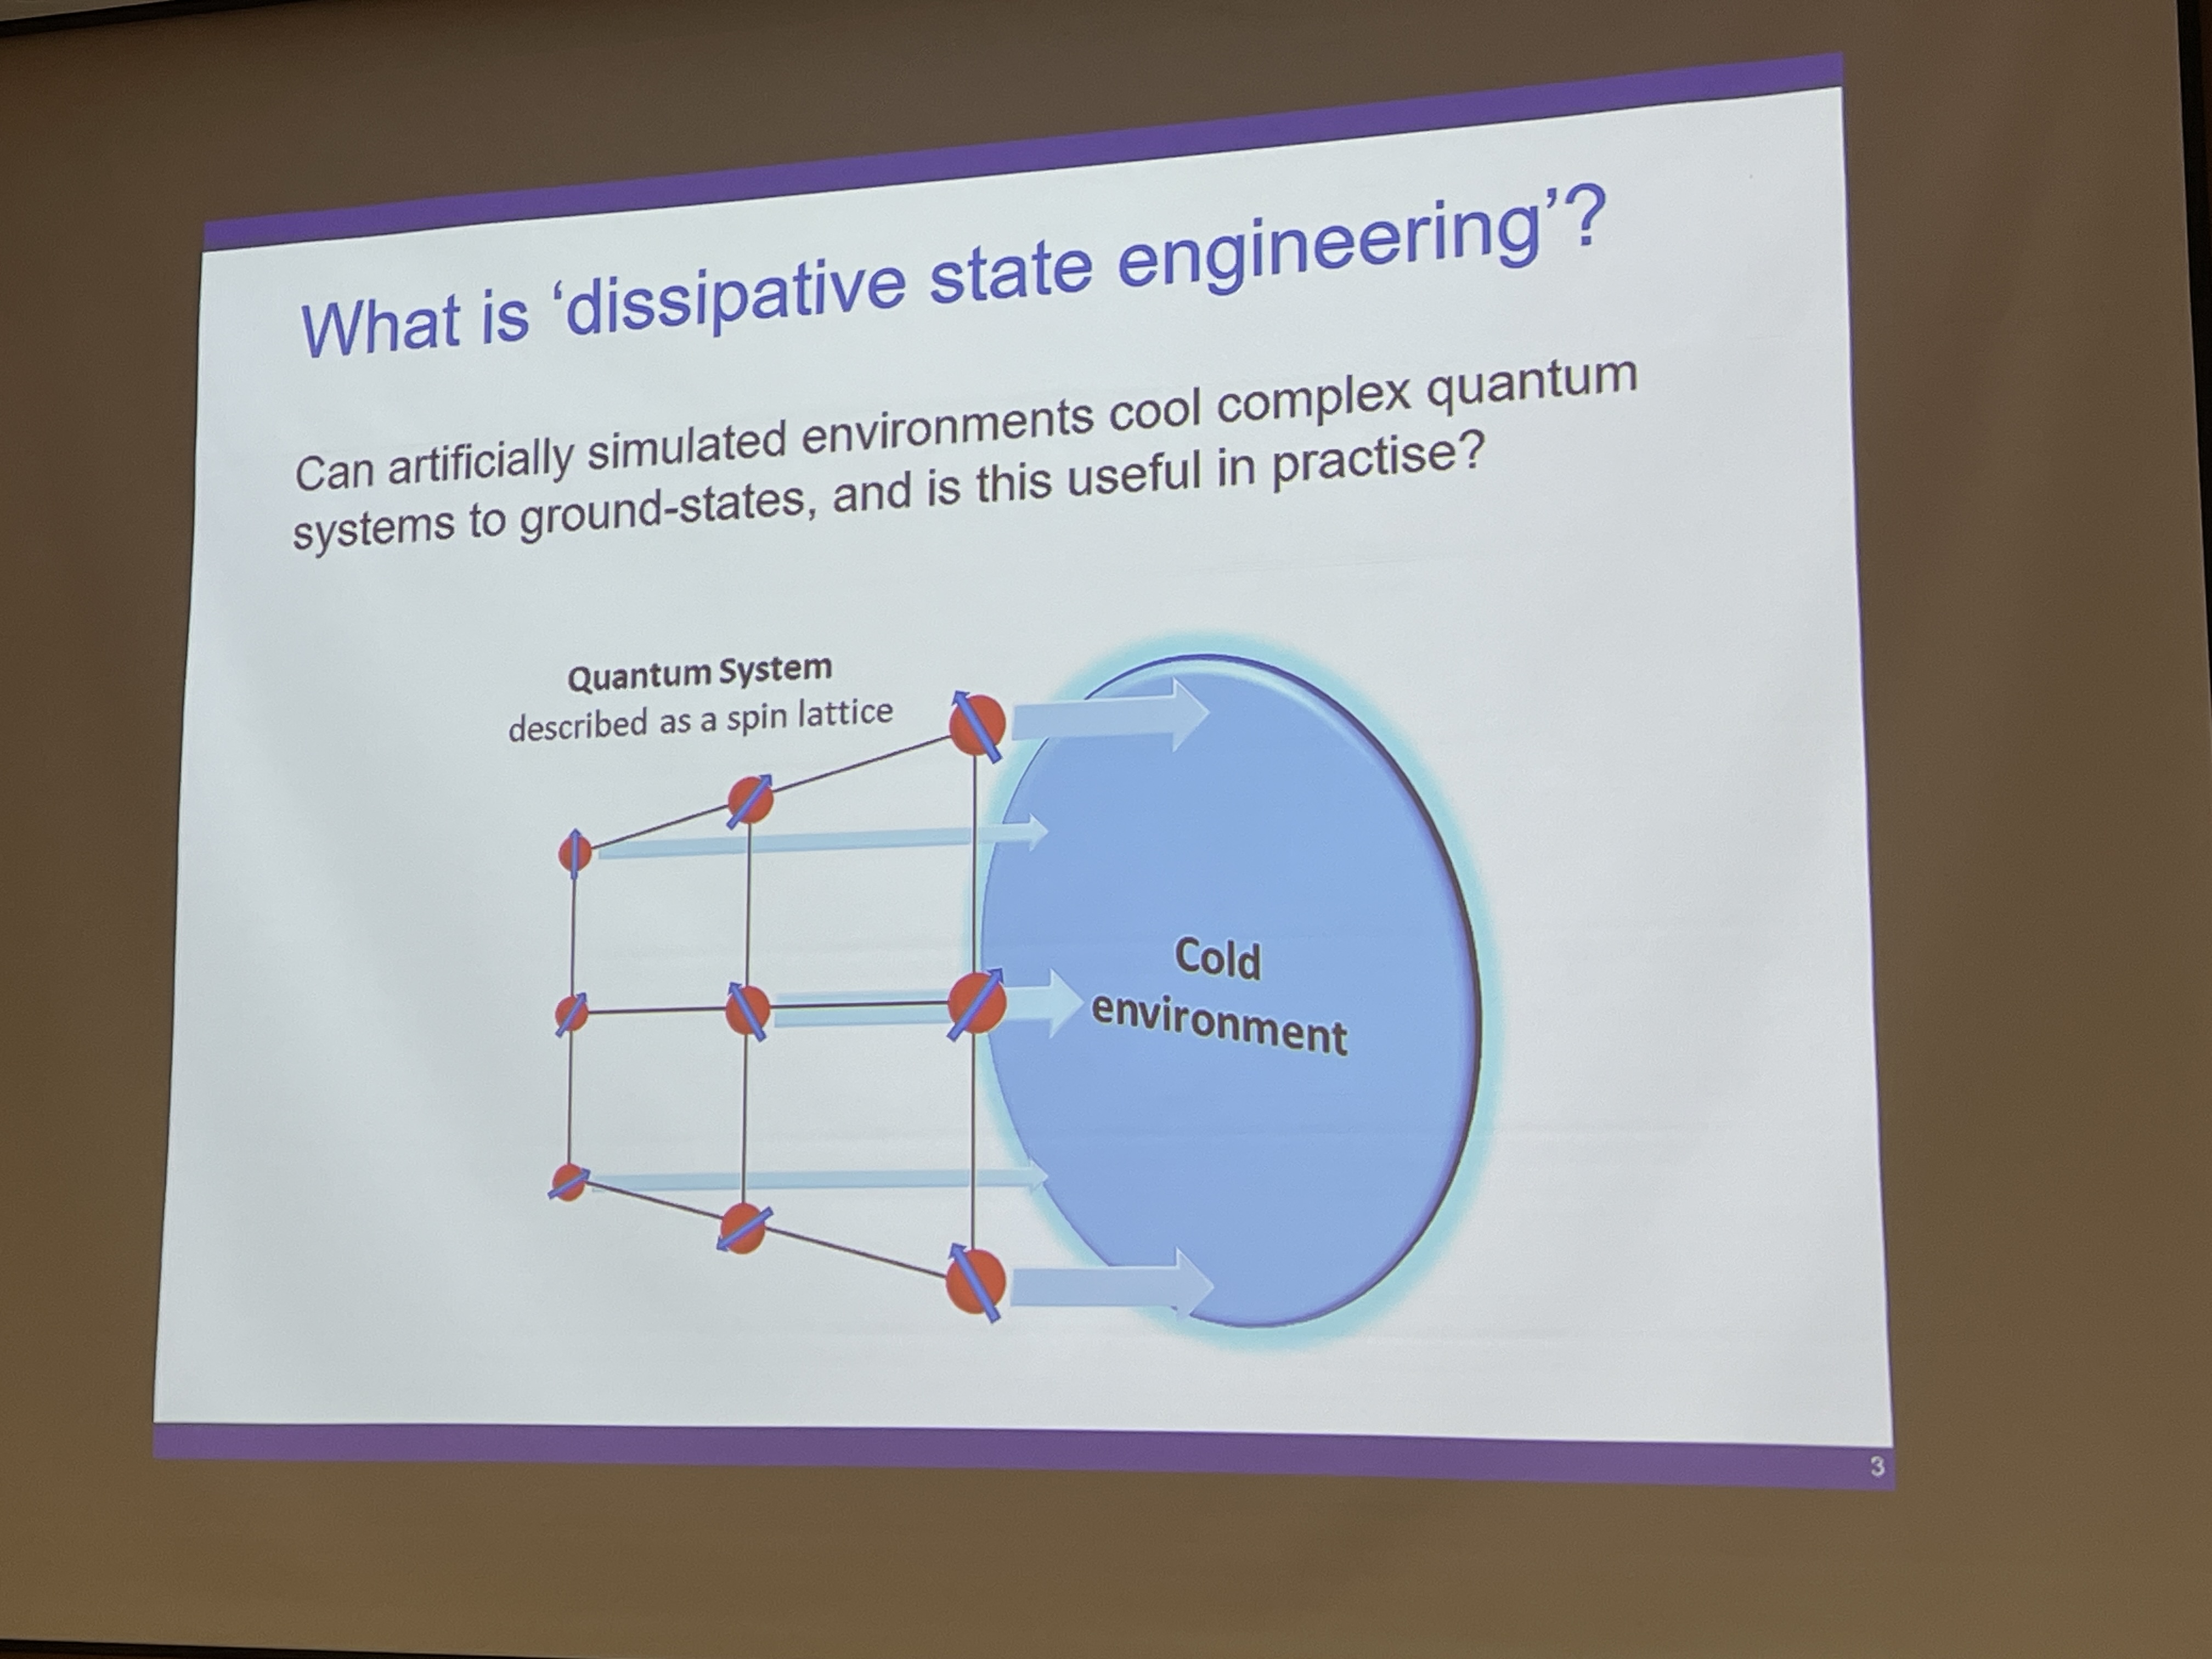 What is ‘dissipative state engineering’?
Can artificially simulated environments cool complex quantum
systems to ground-states, and is this useful in practise?
Quantum System
described as a spin lattice
Cold
environment
3